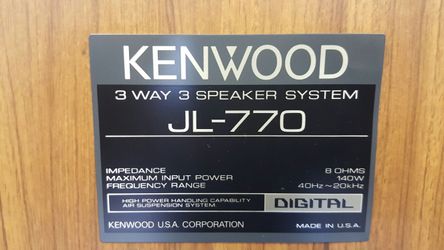 KENWOOD
3 WAY 3 SPEAKER SYSTEM
JL-770
IMPEDANCE 8 OHMS
MAXIMUM INPUT POWER 140W
FREQUENCY RANGE 40Hz~20kHz
HIGH POWER HANDLING CAPABILITY
AIR SUSPENSION SYSTEM
DIGITAL
KENWOOD U.S.A. CORPORATION MADE IN U.S.A.